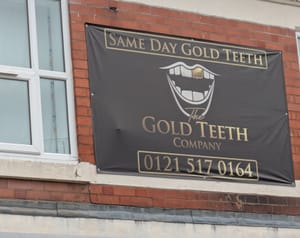 SAME DAY GOLD TEETH
The
GOLD TEETH
COMPANY
0121 517 0164